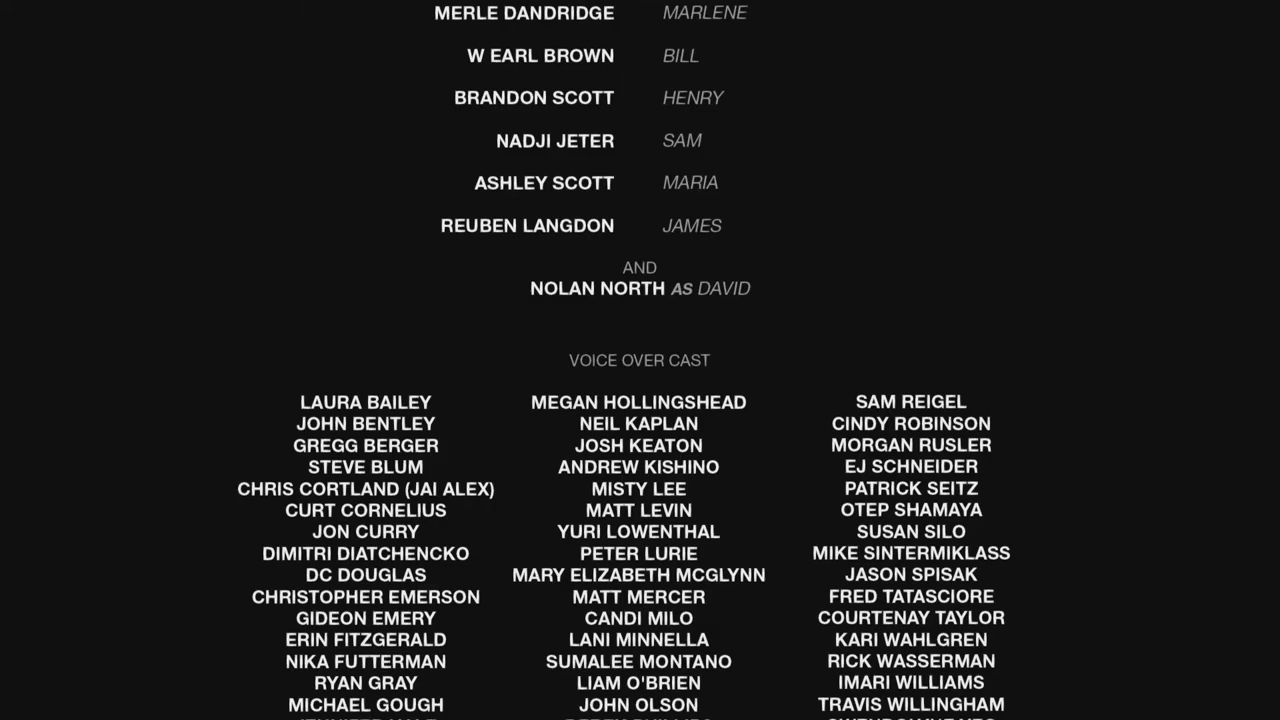 MERLE DANDRIDGE MARLENE
W EARL BROWN BILL
BRANDON SCOTT HENRY
NADJI JETER SAM
ASHLEY SCOTT MARIA
REUBEN LANGDON JAMES
AND
NOLAN NORTH AS DAVID
VOICE OVER CAST
LAURA BAILEY MEGAN HOLLINGSHEAD SAM REIGEL
JOHN BENTLEY NEIL KAPLAN CINDY ROBINSON
GREGG BERGER JOSH KEATON MORGAN RUSLER
STEVE BLUM ANDREW KISHINO EJ SCHNEIDER
CHRIS CORTLAND (JAI ALEX) MISTY LEE PATRICK SEITZ
CURT CORNELIUS MATT LEVIN OTEP SHAMAYA
JON CURRY YURI LOWENTHAL SUSAN SILO
DIMITRI DIATCHENCKO PETER LURIE MIKE SINTERMIKLASS
DC DOUGLAS MARY ELIZABETH MCGLYNN JASON SPISAK
CHRISTOPHER EMERSON MATT MERCER FRED TATASCIORE
GIDEON EMERY CANDI MILO COURTENAY TAYLOR
ERIN FITZGERALD LANI MINNELLA KARI WAHLGREN
NIKA FUTTERMAN SUMALEE MONTANO RICK WASSERMAN
RYAN GRAY LIAM O'BRIEN IMARI WILLIAMS
MICHAEL GOUGH JOHN OLSON TRAVIS WILLINGHAM